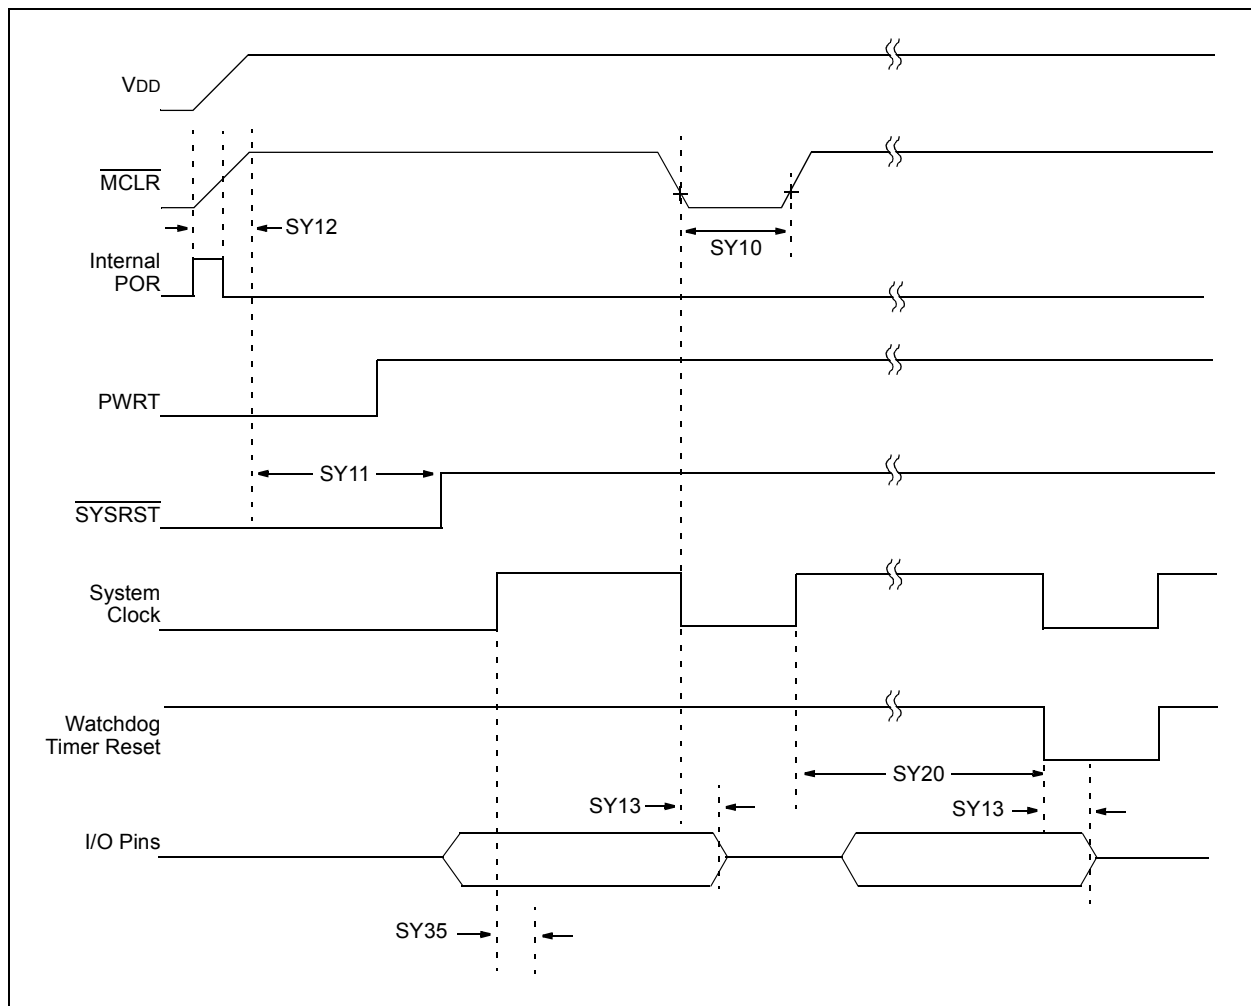 VDD
MCLR
SY12
SY10
Internal
POR
PWRT
SY11
SYSRST
System
Clock
Watchdog
Timer Reset
SY20
SY13
SY13
I/O Pins
SY35